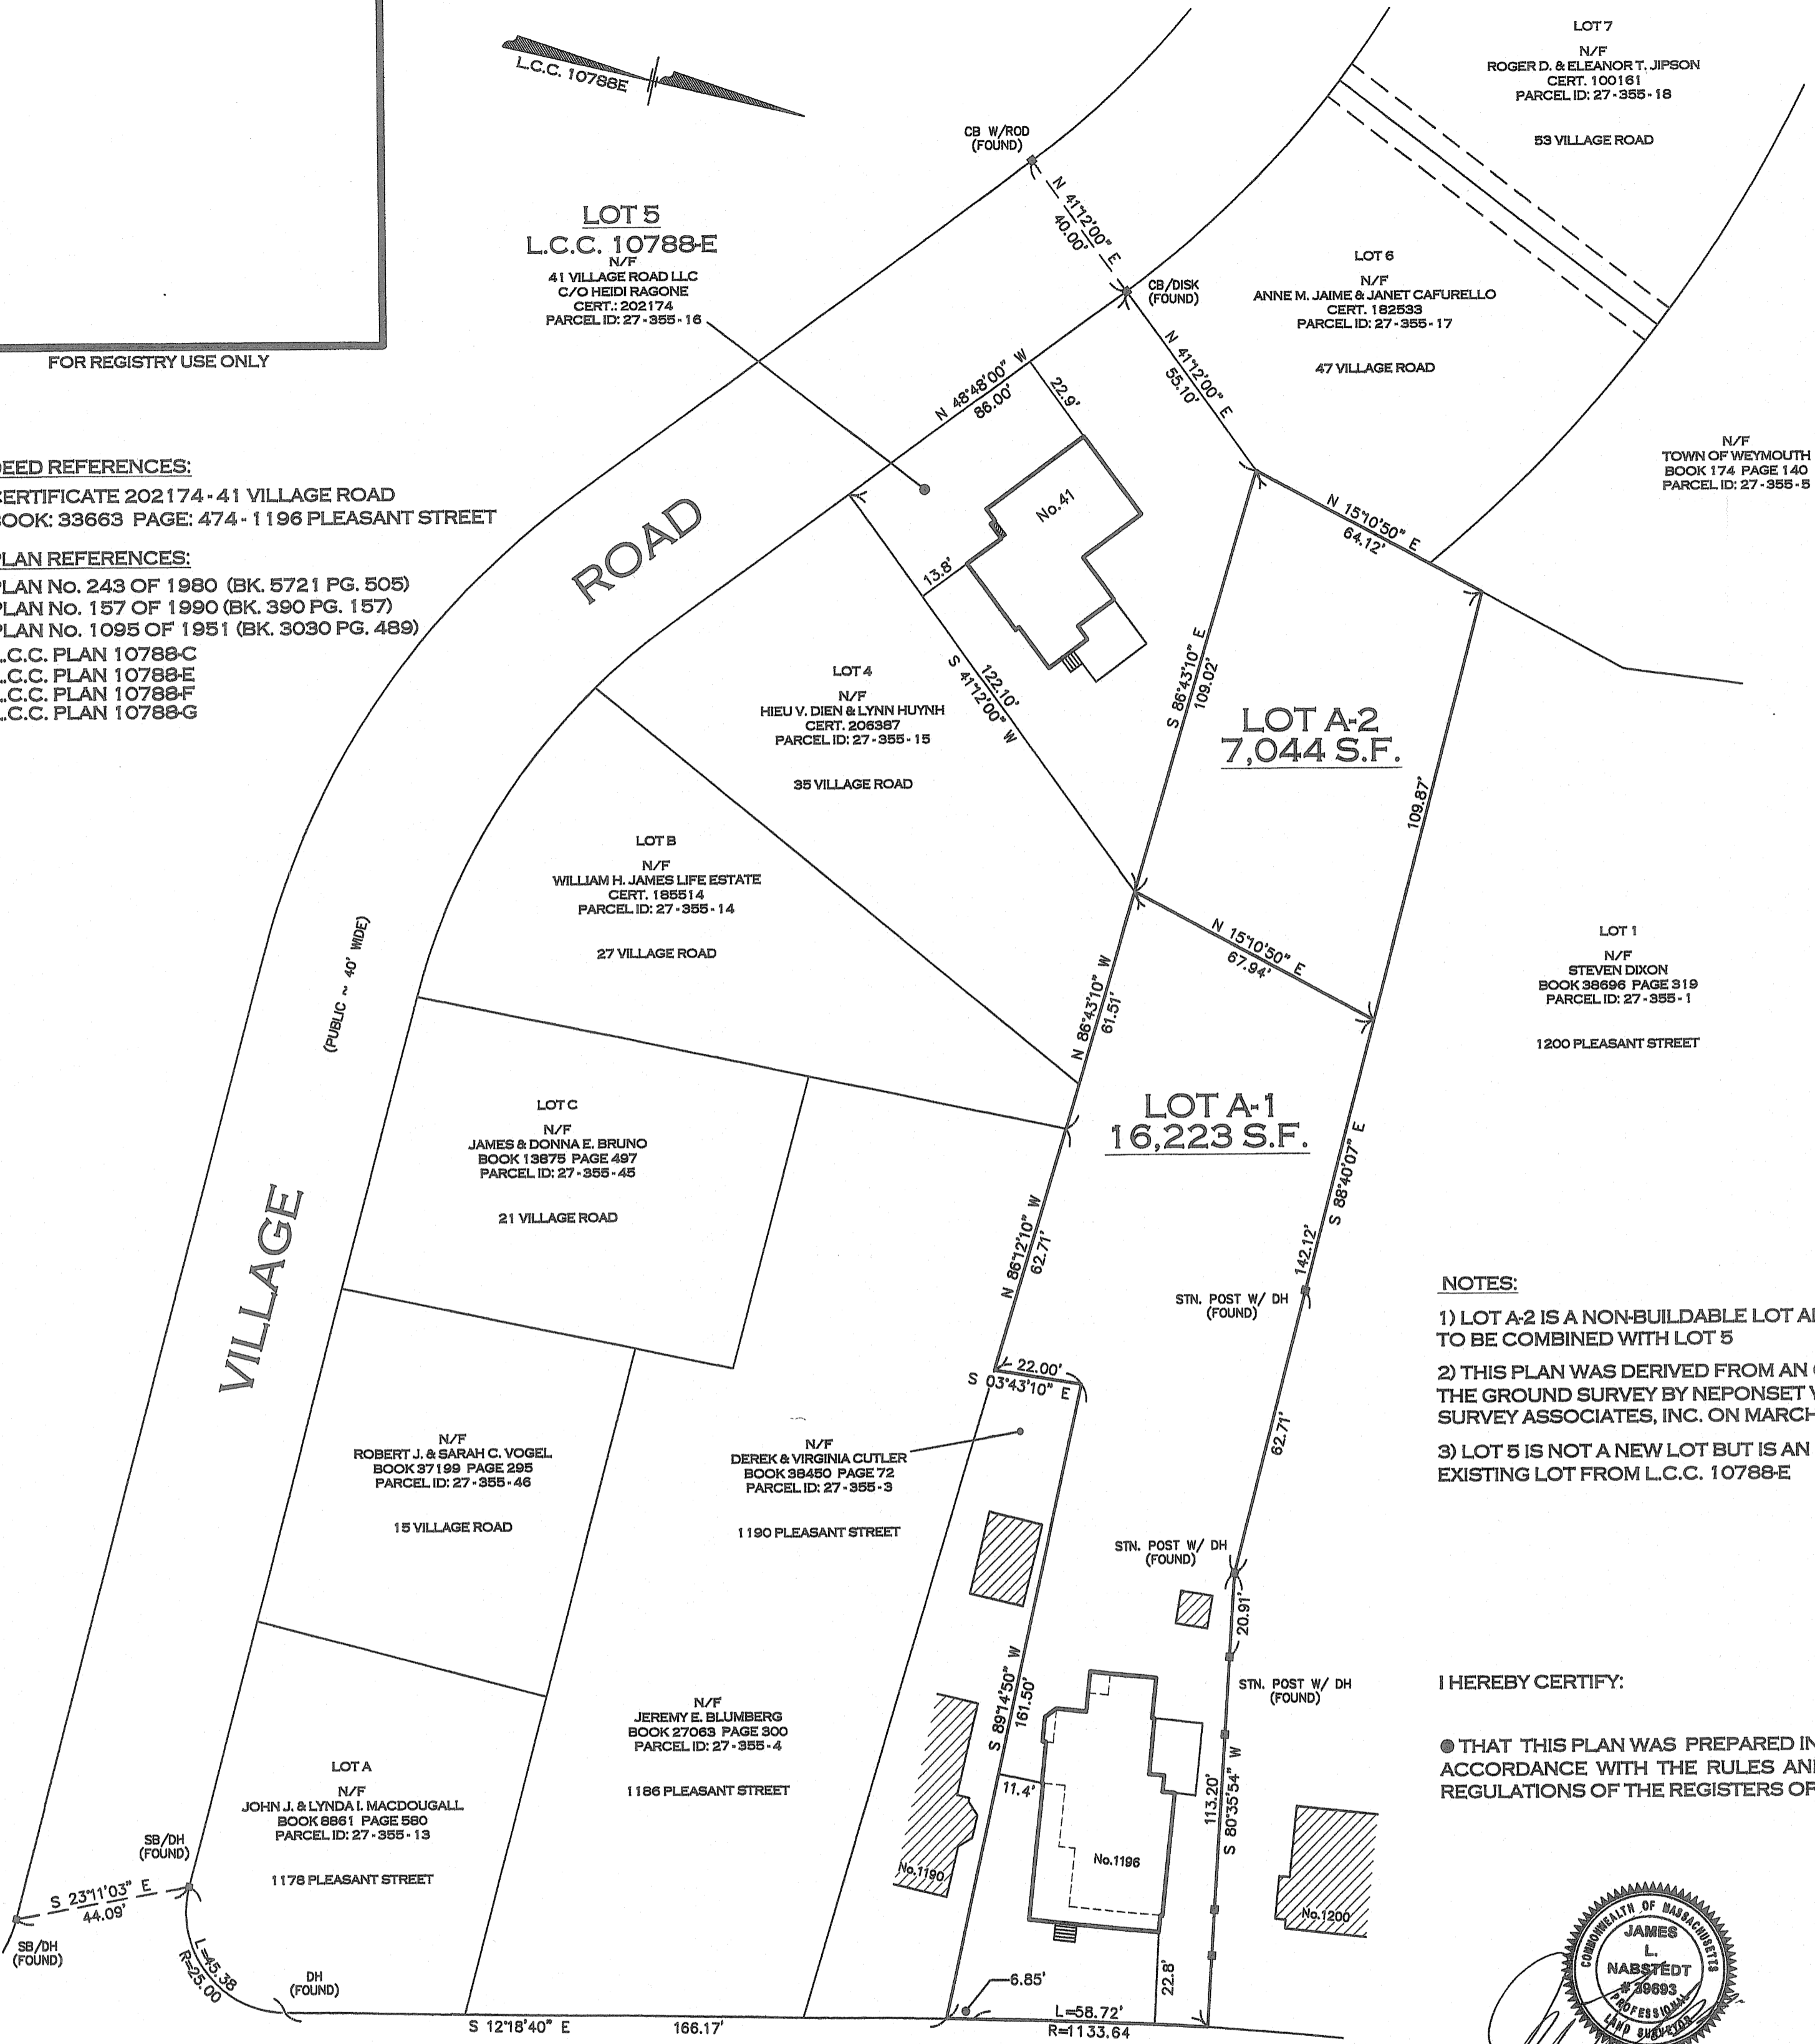 L.C.C. 10788E
FOR REGISTRY USE ONLY
LOT 5
L.C.C. 10788-E
N/F
41 VILLAGE ROAD LLC
C/O HEIDI RAGONE
CERT.: 202174
PARCEL ID: 27-355-16
CB W/ROD
(FOUND)
N 41°12'00" E
40.00'
CB/DISK
(FOUND)
LOT 7
N/F
ROGER D. & ELEANOR T. JIPSON
CERT. 100161
PARCEL ID: 27-355-18
53 VILLAGE ROAD
LOT 6
N/F
ANNE M. JAIME & JANET CAFURELLO
CERT. 182533
PARCEL ID: 27-355-17
47 VILLAGE ROAD
N/F
TOWN OF WEYMOUTH
BOOK 174 PAGE 140
PARCEL ID: 27-355-5
EED REFERENCES:
ERTIFICATE 202174-41 VILLAGE ROAD
OOK: 33663 PAGE: 474-1196 PLEASANT STREET
LAN REFERENCES:
LAN No. 243 OF 1980 (BK. 5721 PG. 505)
LAN No. 157 OF 1990 (BK. 390 PG. 157)
LAN No. 1095 OF 1951 (BK. 3030 PG. 489)
.C.C. PLAN 10788-C
.C.C. PLAN 10788-E
.C.C. PLAN 10788-F
.C.C. PLAN 10788-G
N 48°48'00" W
86.00'
22.9'
N 41°12'00" E
55.10'
No.41
13.8'
N 15°10'50" E
64.12'
122.10'
S 41°12'00" W
S 86°43'10" E
109.02'
LOT A-2
7,044 S.F.
109.87'
ROAD
VILLAGE
(PUBLIC ~ 40' WIDE)
LOT 4
N/F
HIEU V. DIEN & LYNN HUYNH
CERT. 206387
PARCEL ID: 27-355-15
35 VILLAGE ROAD
LOT B
N/F
WILLIAM H. JAMES LIFE ESTATE
CERT. 185514
PARCEL ID: 27-355-14
27 VILLAGE ROAD
N 15°10'50" E
67.94'
N 86°43'10" W
61.51'
LOT 1
N/F
STEVEN DIXON
BOOK 38696 PAGE 319
PARCEL ID: 27-355-1
1200 PLEASANT STREET
LOT C
N/F
JAMES & DONNA E. BRUNO
BOOK 13875 PAGE 497
PARCEL ID: 27-355-45
21 VILLAGE ROAD
LOT A-1
16,223 S.F.
N 86°12'10" W
62.71'
S 88°40'07" E
142.12'
STN. POST W/ DH
(FOUND)
22.00'
S 03°43'10" E
62.71'
NOTES:
1) LOT A-2 IS A NON-BUILDABLE LOT
TO BE COMBINED WITH LOT 5
2) THIS PLAN WAS DERIVED FROM AN
THE GROUND SURVEY BY NEPONSET
SURVEY ASSOCIATES, INC. ON MARCH
3) LOT 5 IS NOT A NEW LOT BUT IS AN
EXISTING LOT FROM L.C.C. 10788-E
N/F
ROBERT J. & SARAH C. VOGEL
BOOK 37199 PAGE 295
PARCEL ID: 27-355-46
15 VILLAGE ROAD
N/F
DEREK & VIRGINIA CUTLER
BOOK 38450 PAGE 72
PARCEL ID: 27-355-3
1190 PLEASANT STREET
STN. POST W/ DH
(FOUND)
20.91'
STN. POST W/ DH
(FOUND)
S 89°14'50" W
161.50'
N/F
JEREMY E. BLUMBERG
BOOK 27063 PAGE 300
PARCEL ID: 27-355-4
1186 PLEASANT STREET
LOT A
N/F
JOHN J. & LYNDA I. MACDOUGALL
BOOK 8861 PAGE 580
PARCEL ID: 27-355-13
1178 PLEASANT STREET
I HEREBY CERTIFY:
THAT THIS PLAN WAS PREPARED IN
ACCORDANCE WITH THE RULES AND
REGULATIONS OF THE REGISTERS OF
11.4'
113.20'
S 80°35'54" W
No.1190
No.1196
No.1200
SB/DH
(FOUND)
S 23°11'03" E
44.09'
SB/DH
(FOUND)
L=45.38
R=25.00
DH
(FOUND)
S 12°18'40" E 166.17'
6.85'
22.8'
L=58.72'
R=1133.64
COMMONWEALTH OF MASSACHUSETTS
JAMES
L.
NABSTEDT
# 39693
PROFESSIONAL
LAND SURVEYOR